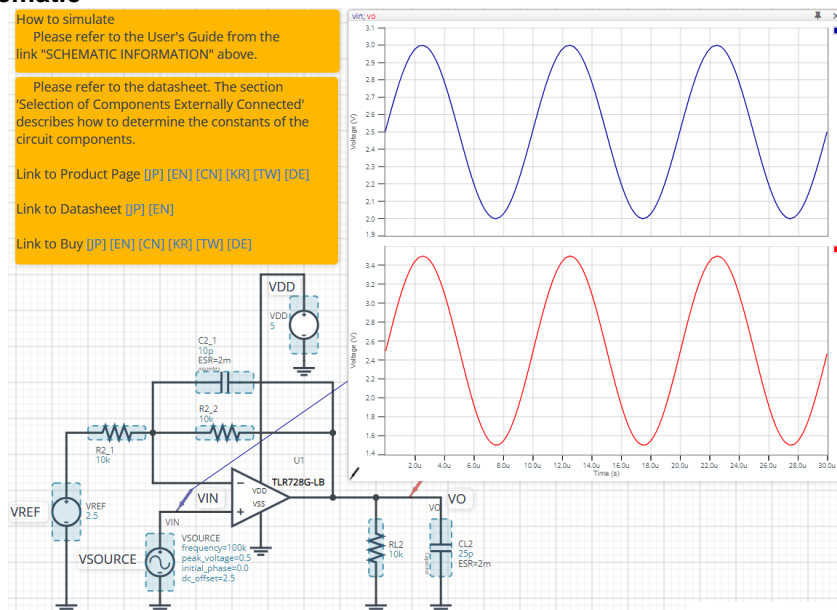 How to simulate
Please refer to the User's Guide from the
link "SCHEMATIC INFORMATION" above.
Please refer to the datasheet. The section
'Selection of Components Externally Connected'
describes how to determine the constants of the
circuit components.
Link to Product Page [JP] [EN] [CN] [KR] [TW] [DE]
Link to Datasheet [JP] [EN]
Link to Buy [JP] [EN] [CN] [KR] [TW] [DE]
vin; vo
3.1
3.0
2.9
2.8
2.7
2.6
2.5
2.4
2.3
2.2
2.1
2.0
1.9
Voltage (V)
3.4
3.2
3.0
2.8
2.6
2.4
2.2
2.0
1.8
1.6
1.4
Voltage (V)
2.0u 4.0u 6.0u 8.0u 10.0u 12.0u 14.0u 16.0u 18.0u 20.0u 22.0u 24.0u 26.0u 28.0u 30.0u
Time (s)
VDD
VDD
5
C2_1
10p
ESR=2m
R2_2
10k
R2_1
10k
U1
TLR728G-LB
VDD
VSS
VIN
VIN
VREF
VREF
2.5
VSOURCE
VSOURCE
frequency=100k
peak_voltage=0.5
initial_phase=0.0
dc_offset=2.5
VO
VO
RL2
10k
CL2
25p
ESR=2m